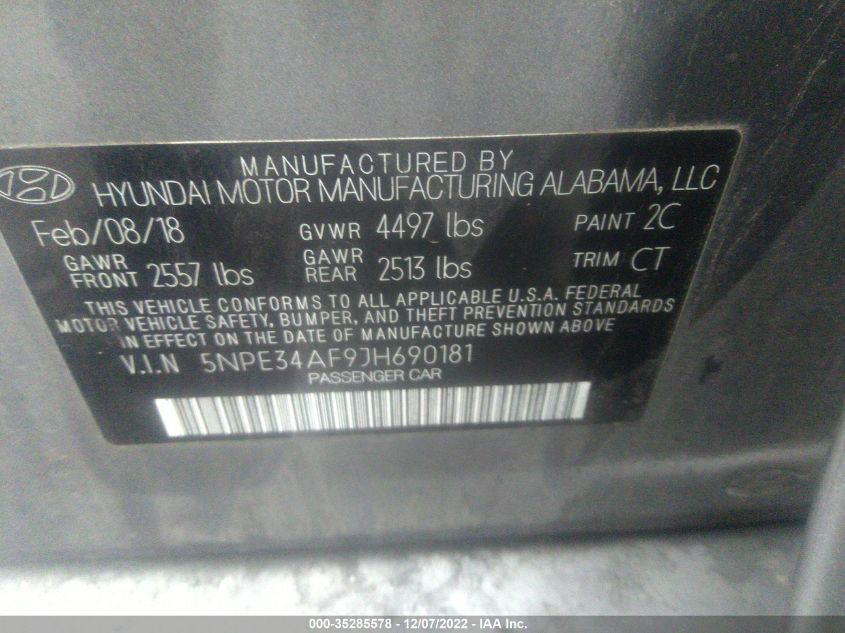 MANUFACTURED BY
HYUNDAI MOTOR MANUFACTURING ALABAMA, LLC
Feb/08/18 GVWR 4497 lbs PAINT 2C
GAWR FRONT 2557 lbs GAWR REAR 2513 lbs TRIM CT
THIS VEHICLE CONFORMS TO ALL APPLICABLE U.S.A. FEDERAL
MOTOR VEHICLE SAFETY, BUMPER, AND THEFT PREVENTION STANDARDS
IN EFFECT ON THE DATE OF MANUFACTURE SHOWN ABOVE
V.I.N 5NPE34AF9JH690181
PASSENGER CAR
000-35285578 - 12/07/2022 - IAA Inc.